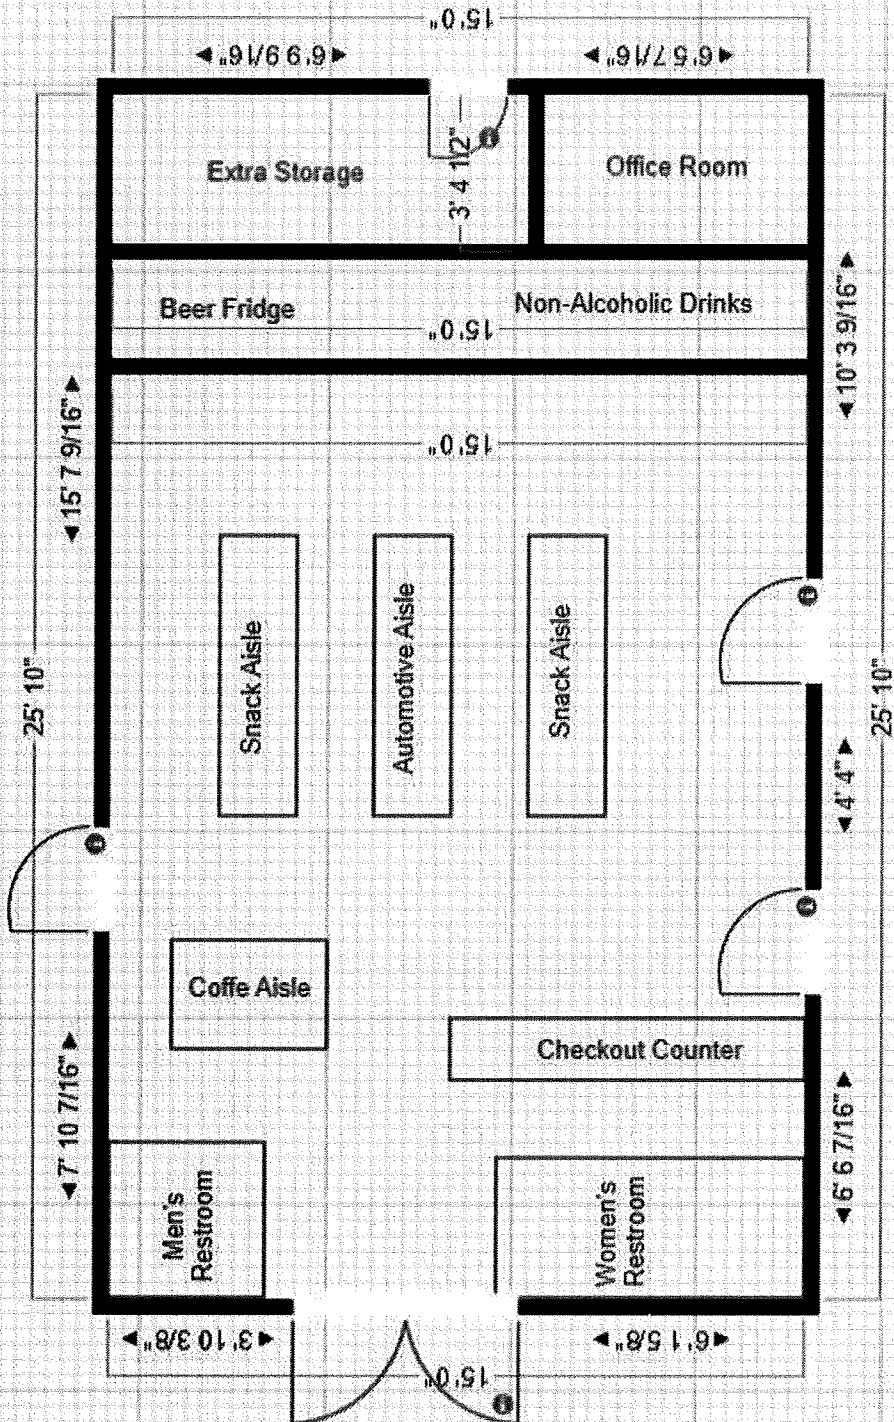 15' 0"
6' 9 9/16"
6' 5 7/16"
3' 4 1/2"
Extra Storage
Office Room
Beer Fridge
Non-Alcoholic Drinks
15' 0"
10' 3 9/16"
15' 7 9/16"
15' 0"
Snack Aisle
Automotive Aisle
Snack Aisle
25' 10"
25' 10"
4' 4"
Coffe Aisle
Checkout Counter
7' 10 7/16"
6' 6 7/16"
Men's
Restroom
Women's
Restroom
3' 10 3/8"
6' 1 5/8"
15' 0"